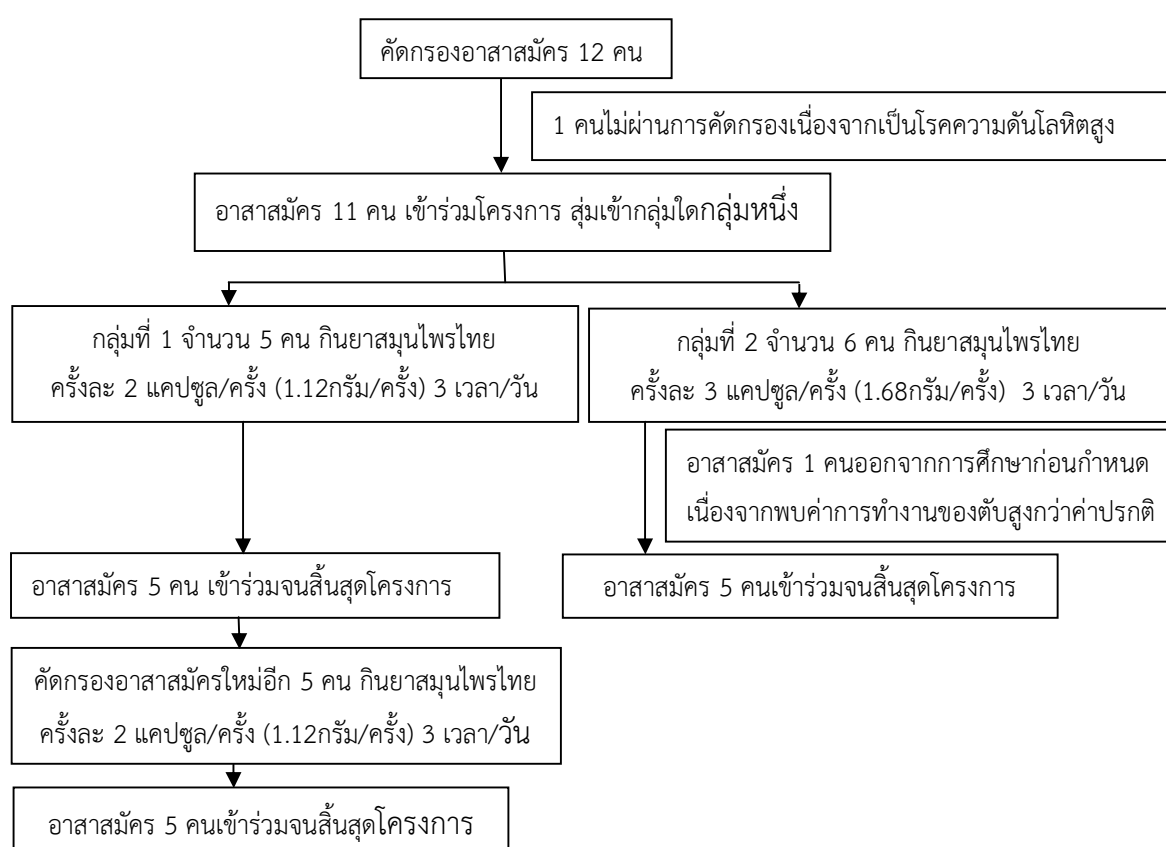 คัดกรองอาสาสมัคร 12 คน
1 คนไม่ผ่านการคัดกรองเนื่องจากเป็นโรคความดันโลหิตสูง
อาสาสมัคร 11 คน เข้าร่วมโครงการ สุ่มเข้ากลุ่มใดกลุ่มหนึ่ง
กลุ่มที่ 1 จำนวน 5 คน กินยาสมุนไพรไทย
ครั้งละ 2 แคปซูล/ครั้ง (1.12กรัม/ครั้ง) 3 เวลา/วัน
กลุ่มที่ 2 จำนวน 6 คน กินยาสมุนไพรไทย
ครั้งละ 3 แคปซูล/ครั้ง (1.68กรัม/ครั้ง) 3 เวลา/วัน
อาสาสมัคร 1 คนออกจากการศึกษาก่อนกำหนด
เนื่องจากพบค่าการทำงานของตับสูงกว่าค่าปรกติ
อาสาสมัคร 5 คน เข้าร่วมจนสิ้นสุดโครงการ
อาสาสมัคร 5 คนเข้าร่วมจนสิ้นสุดโครงการ
คัดกรองอาสาสมัครใหม่อีก 5 คน กินยาสมุนไพรไทย
ครั้งละ 2 แคปซูล/ครั้ง (1.12กรัม/ครั้ง) 3 เวลา/วัน
อาสาสมัคร 5 คนเข้าร่วมจนสิ้นสุดโครงการ